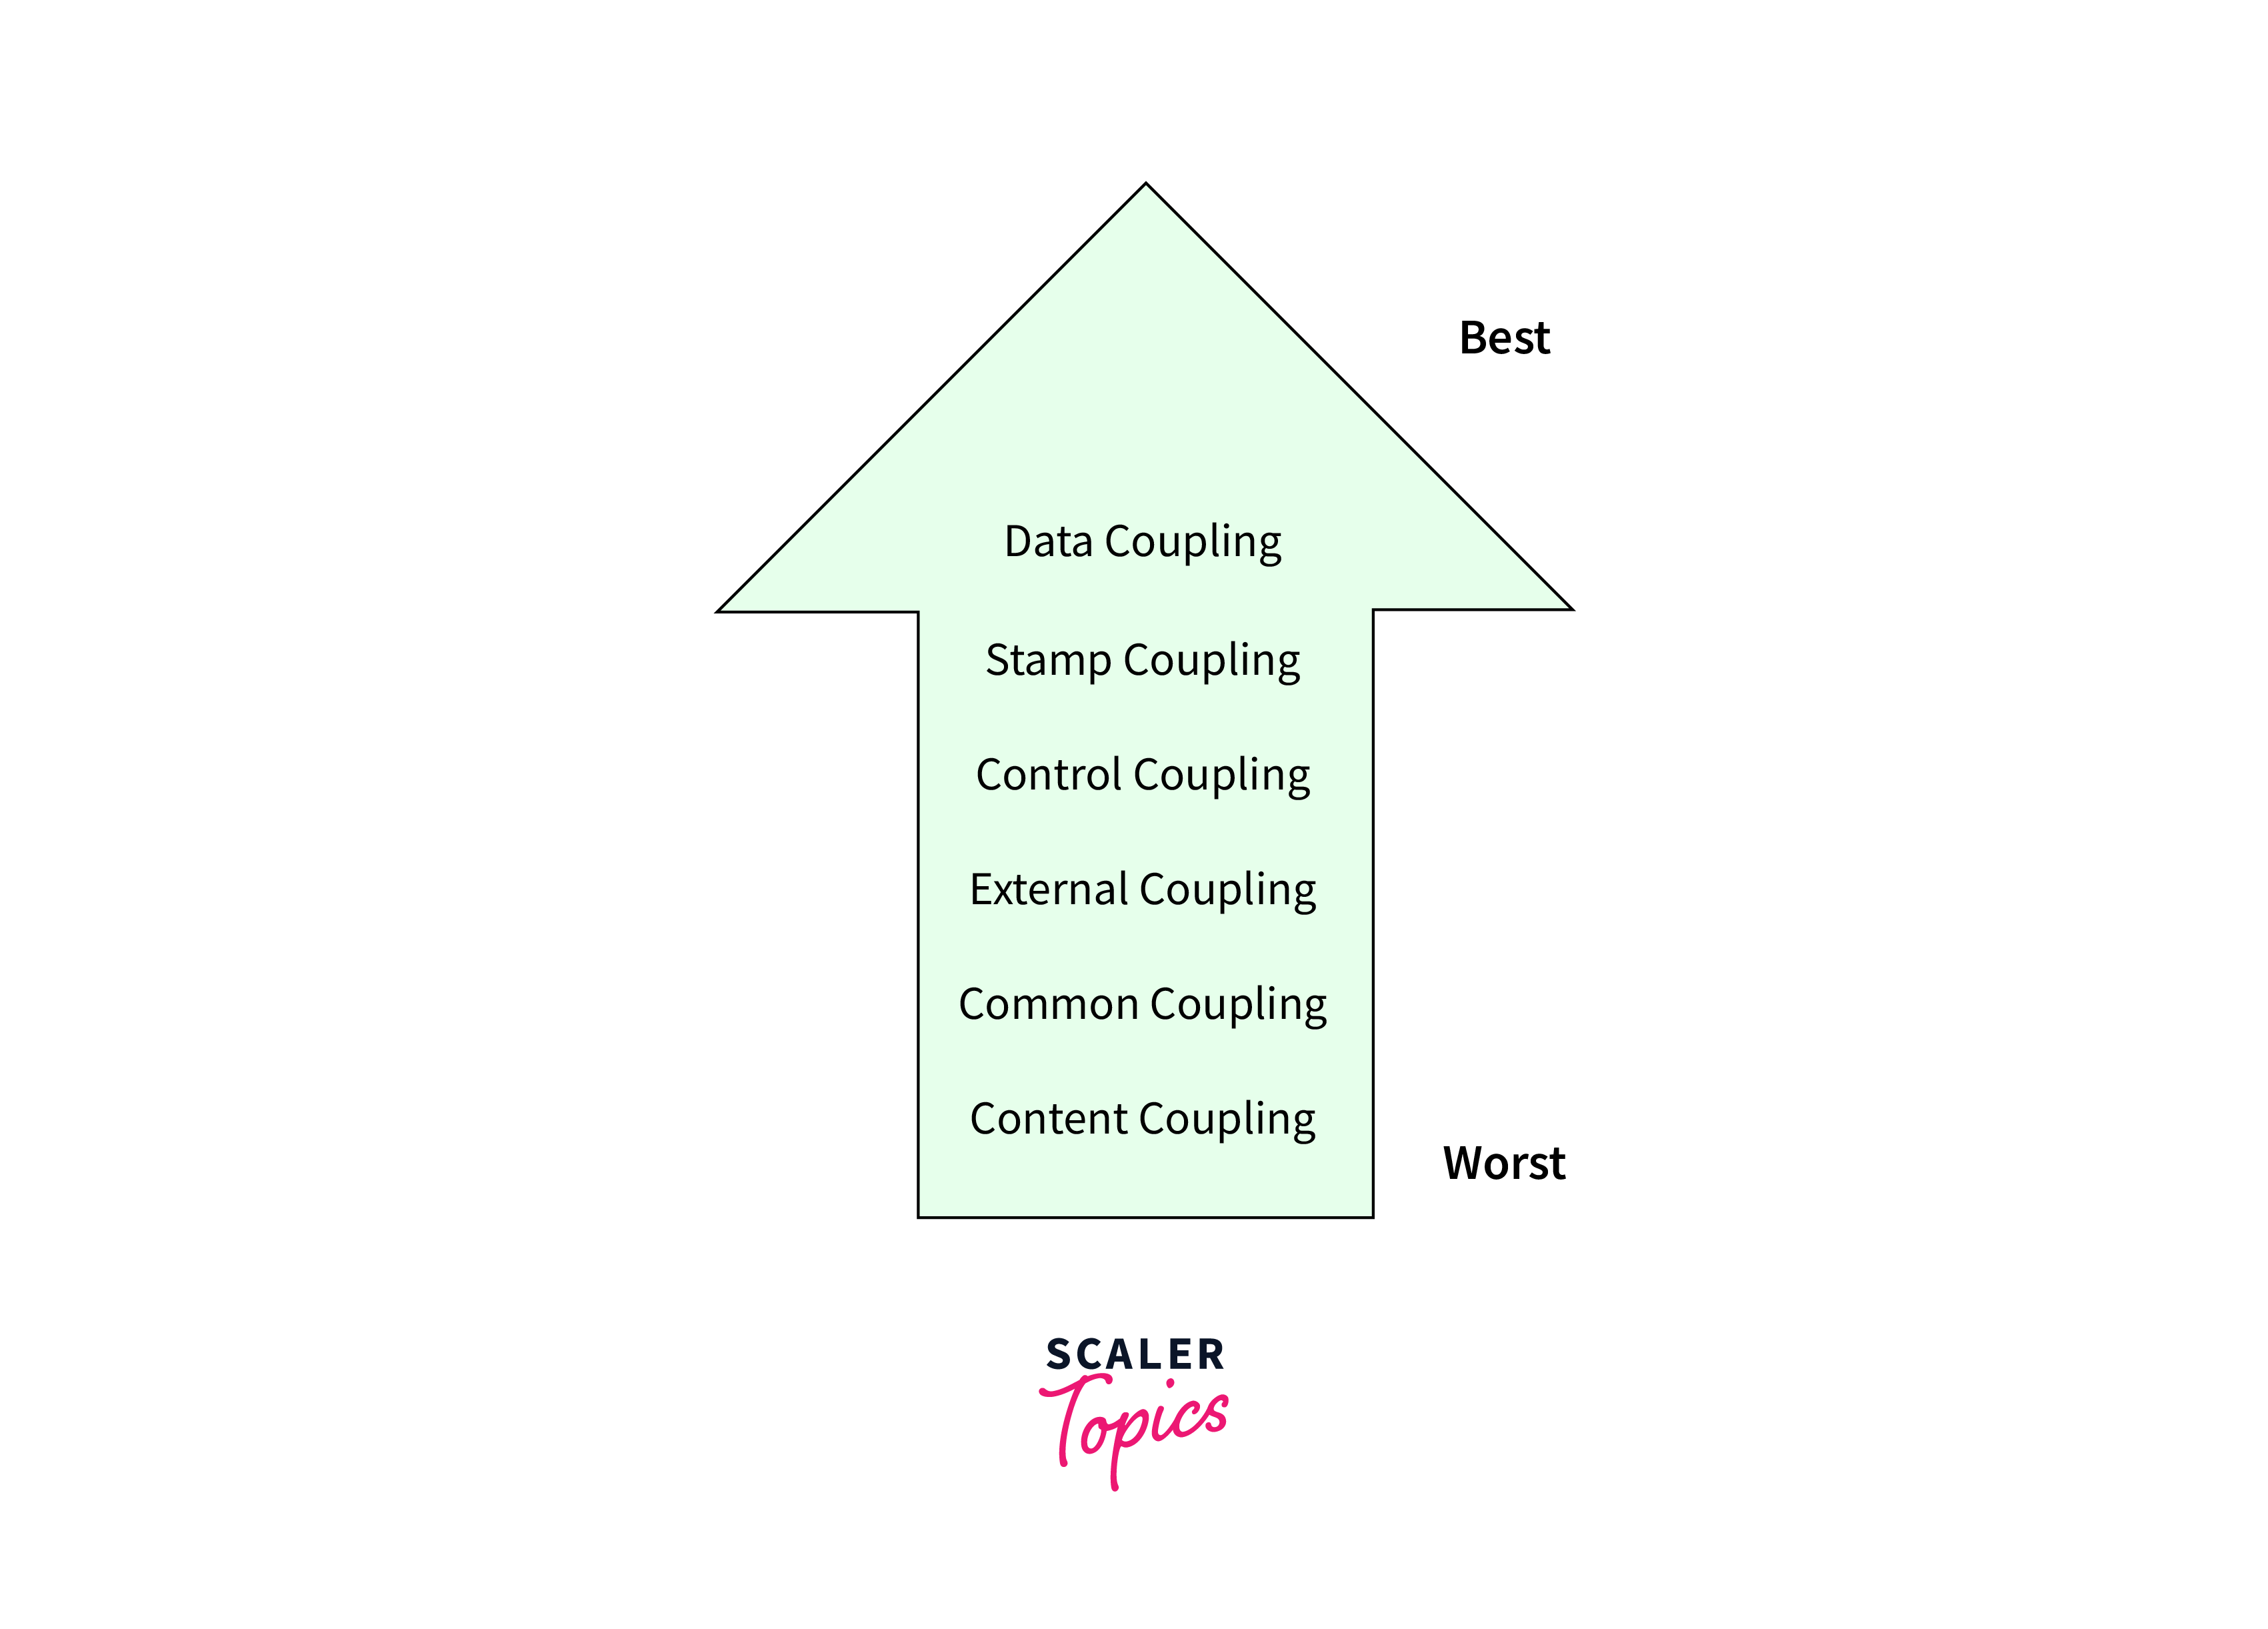 Best
Data Coupling
Stamp Coupling
Control Coupling
External Coupling
Common Coupling
Content Coupling
Worst
SCALER
Topics